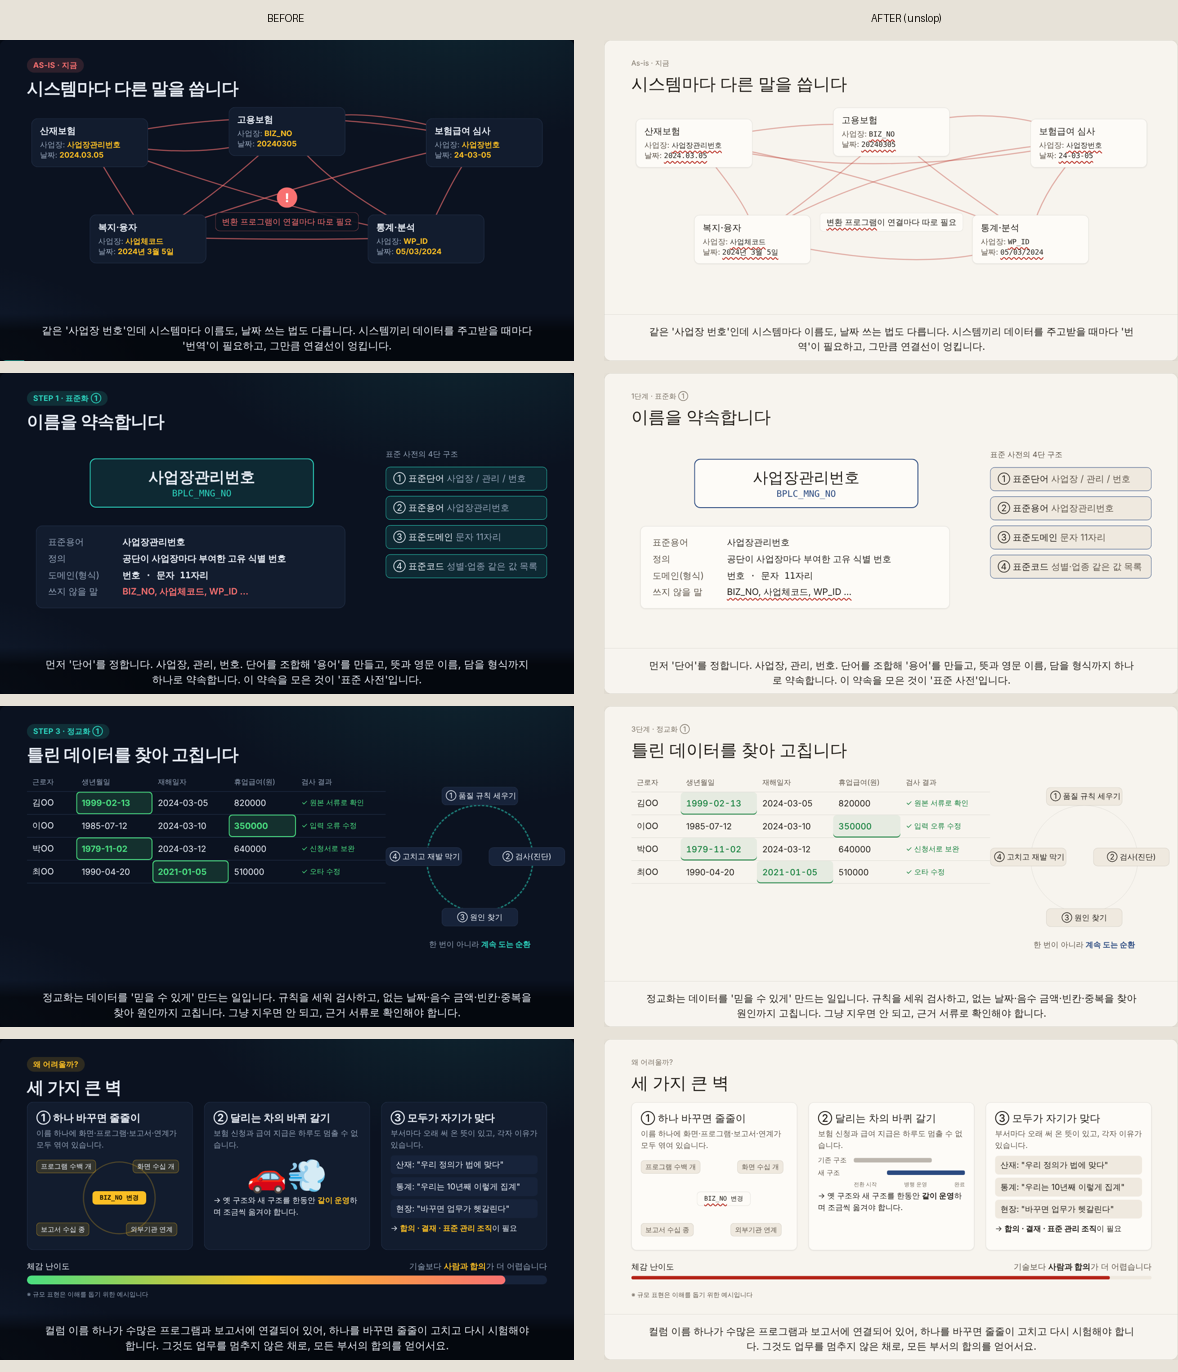 BEFORE
AS-IS · 지금
시스템마다 다른 말을 씁니다
산재보험
사업장: 사업장관리번호
날짜: 2024.03.05
고용보험
사업장: BIZ_NO
날짜: 20240305
보험급여 심사
사업장: 사업장번호
날짜: 24-03-05
!
변환 프로그램이 연결마다 따로 필요
복지·융자
사업장: 사업체코드
날짜: 2024년 3월 5일
통계·분석
사업장: WP_ID
날짜: 05/03/2024
같은 '사업장 번호'인데 시스템마다 이름도, 날짜 쓰는 법도 다릅니다. 시스템끼리 데이터를 주고받을 때마다
'번역'이 필요하고, 그만큼 연결선이 엉킵니다.
STEP 1 · 표준화 ①
이름을 약속합니다
사업장관리번호
BPLC_MNG_NO
표준용어 사업장관리번호
정의 공단이 사업장마다 부여한 고유 식별 번호
도메인(형식) 번호 · 문자 11자리
쓰지 않을 말 BIZ_NO, 사업체코드, WP_ID ...
표준 사전의 4단 구조
① 표준단어 사업장 / 관리 / 번호
② 표준용어 사업장관리번호
③ 표준도메인 문자 11자리
④ 표준코드 성별·업종 같은 값 목록
먼저 '단어'를 정합니다. 사업장, 관리, 번호. 단어를 조합해 '용어'를 만들고, 뜻과 영문 이름, 담을 형식까지
하나로 약속합니다. 이 약속을 모은 것이 '표준 사전'입니다.
STEP 3 · 정교화 ①
틀린 데이터를 찾아 고칩니다
근로자 생년월일 재해일자 휴업급여(원) 검사 결과
김OO 1999-02-13 2024-03-05 820000 ✓ 원본 서류로 확인
이OO 1985-07-12 2024-03-10 350000 ✓ 입력 오류 수정
박OO 1979-11-02 2024-03-12 640000 ✓ 신청서로 보완
최OO 1990-04-20 2021-01-05 510000 ✓ 오타 수정
① 품질 규칙 세우기
④ 고치고 재발 막기
② 검사(진단)
③ 원인 찾기
한 번이 아니라 계속 도는 순환
정교화는 데이터를 '믿을 수 있게' 만드는 일입니다. 규칙을 세워 검사하고, 없는 날짜·음수 금액·빈칸·중복을
찾아 원인까지 고칩니다. 그냥 지우면 안 되고, 근거 서류로 확인해야 합니다.
왜 어려울까?
세 가지 큰 벽
① 하나 바꾸면 줄줄이
이름 하나에 화면·프로그램·보고서·연계가
모두 엮여 있습니다.
프로그램 수백 개
화면 수십 개
BIZ_NO 변경
보고서 수십 종
외부기관 연계
② 달리는 차의 바퀴 갈기
보험 신청과 급여 지급은 하루도 멈출 수 없
습니다.
→ 옛 구조와 새 구조를 한동안 같이 운영하
며 조금씩 옮겨야 합니다.
③ 모두가 자기가 맞다
부서마다 오래 써 온 뜻이 있고, 각자 이유가
있습니다.
산재: "우리 정의가 법에 맞다"
통계: "우리는 10년째 이렇게 집계"
현장: "바꾸면 업무가 헷갈린다"
→ 합의 · 결재 · 표준 관리 조직이 필요
체감 난이도
기술보다 사람과 합의가 더 어렵습니다
※ 규모 표현은 이해를 돕기 위한 예시입니다
컬럼 이름 하나가 수많은 프로그램과 보고서에 연결되어 있어, 하나를 바꾸면 줄줄이 고치고 다시 시험해야
합니다. 그것도 업무를 멈추지 않은 채로, 모든 부서의 합의를 얻어서요.
AFTER (unslop)
As-is · 지금
시스템마다 다른 말을 씁니다
산재보험
사업장: 사업장관리번호
날짜: 2024.03.05
고용보험
사업장: BIZ_NO
날짜: 20240305
보험급여 심사
사업장: 사업장번호
날짜: 24-03-05
변환 프로그램이 연결마다 따로 필요
복지·융자
사업장: 사업체코드
날짜: 2024년 3월 5일
통계·분석
사업장: WP_ID
날짜: 05/03/2024
같은 '사업장 번호'인데 시스템마다 이름도, 날짜 쓰는 법도 다릅니다. 시스템끼리 데이터를 주고받을 때마다 '번
역'이 필요하고, 그만큼 연결선이 엉킵니다.
1단계 · 표준화 ①
이름을 약속합니다
사업장관리번호
BPLC_MNG_NO
표준용어 사업장관리번호
정의 공단이 사업장마다 부여한 고유 식별 번호
도메인(형식) 번호 · 문자 11자리
쓰지 않을 말 BIZ_NO, 사업체코드, WP_ID ...
표준 사전의 4단 구조
① 표준단어 사업장 / 관리 / 번호
② 표준용어 사업장관리번호
③ 표준도메인 문자 11자리
④ 표준코드 성별·업종 같은 값 목록
먼저 '단어'를 정합니다. 사업장, 관리, 번호. 단어를 조합해 '용어'를 만들고, 뜻과 영문 이름, 담을 형식까지 하나
로 약속합니다. 이 약속을 모은 것이 '표준 사전'입니다.
3단계 · 정교화 ①
틀린 데이터를 찾아 고칩니다
근로자 생년월일 재해일자 휴업급여(원) 검사 결과
김OO 1999-02-13 2024-03-05 820000 ✓ 원본 서류로 확인
이OO 1985-07-12 2024-03-10 350000 ✓ 입력 오류 수정
박OO 1979-11-02 2024-03-12 640000 ✓ 신청서로 보완
최OO 1990-04-20 2021-01-05 510000 ✓ 오타 수정
① 품질 규칙 세우기
④ 고치고 재발 막기
② 검사(진단)
③ 원인 찾기
한 번이 아니라 계속 도는 순환
정교화는 데이터를 '믿을 수 있게' 만드는 일입니다. 규칙을 세워 검사하고, 없는 날짜·음수 금액·빈칸·중복을 찾아
원인까지 고칩니다. 그냥 지우면 안 되고, 근거 서류로 확인해야 합니다.
왜 어려울까?
세 가지 큰 벽
① 하나 바꾸면 줄줄이
이름 하나에 화면·프로그램·보고서·연계가
모두 엮여 있습니다.
프로그램 수백 개
화면 수십 개
BIZ_NO 변경
보고서 수십 종
외부기관 연계
② 달리는 차의 바퀴 갈기
보험 신청과 급여 지급은 하루도 멈출 수 없
습니다.
기존 구조
새 구조
전환 시작 병행 운영 완료
→ 옛 구조와 새 구조를 한동안 같이 운영하
며 조금씩 옮겨야 합니다.
③ 모두가 자기가 맞다
부서마다 오래 써 온 뜻이 있고, 각자 이유가
있습니다.
산재: "우리 정의가 법에 맞다"
통계: "우리는 10년째 이렇게 집계"
현장: "바꾸면 업무가 헷갈린다"
→ 합의 · 결재 · 표준 관리 조직이 필요
체감 난이도
기술보다 사람과 합의가 더 어렵습니다
※ 규모 표현은 이해를 돕기 위한 예시입니다
컬럼 이름 하나가 수많은 프로그램과 보고서에 연결되어 있어, 하나를 바꾸면 줄줄이 고치고 다시 시험해야 합니
다. 그것도 업무를 멈추지 않은 채로, 모든 부서의 합의를 얻어서요.